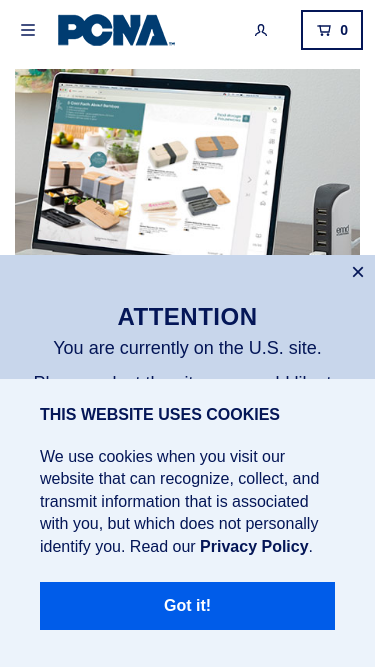 PCNA
0
ATTENTION
You are currently on the U.S. site.
THIS WEBSITE USES COOKIES
We use cookies when you visit our
website that can recognize, collect, and
transmit information that is associated
with you, but which does not personally
identify you. Read our Privacy Policy.
Got it!